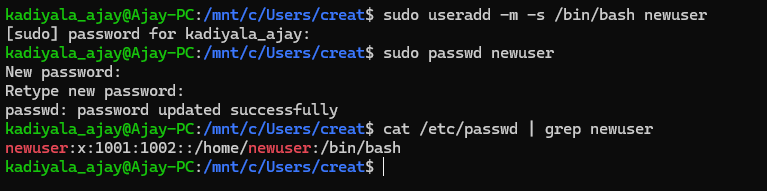 kadiyala_ajay@Ajay-PC:/mnt/c/Users/creat$ sudo useradd -m -s /bin/bash newuser
[sudo] password for kadiyala_ajay:
kadiyala_ajay@Ajay-PC:/mnt/c/Users/creat$ sudo passwd newuser
New password:
Retype new password:
passwd: password updated successfully
kadiyala_ajay@Ajay-PC:/mnt/c/Users/creat$ cat /etc/passwd | grep newuser
newuser:x:1001:1002::/home/newuser:/bin/bash
kadiyala_ajay@Ajay-PC:/mnt/c/Users/creat$